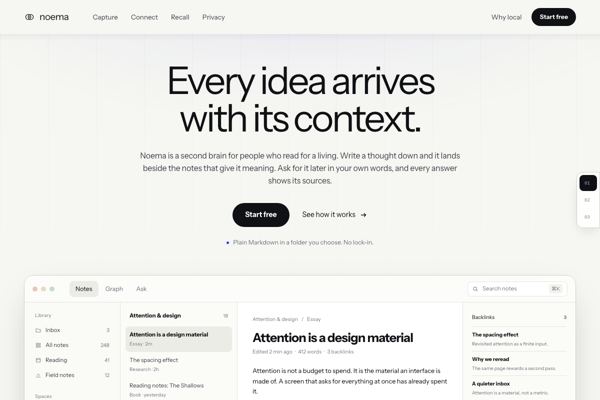 noema
Capture Connect Recall Privacy
Why local Start free
Every idea arrives
with its context.
Noema is a second brain for people who read for a living. Write a thought down and it lands
beside the notes that give it meaning. Ask for it later in your own words, and every answer
shows its sources.
Start free See how it works →
Plain Markdown in a folder you choose. No lock-in.
01
02
03
Notes Graph Ask
Search notes ⌘K
Library
Inbox 3
All notes 248
Reading 41
Field notes 12
Spaces
Attention & design 18
Attention is a design material
Essay · 2m
The spacing effect
Research · 2h
Reading notes: The Shallows
Book · yesterday
Attention & design / Essay
Attention is a design material
Edited 2 min ago · 412 words · 3 backlinks
Attention is not a budget to spend. It is the material an interface is
made of. A screen that asks for everything at once has already spent
it.
Backlinks 3
The spacing effect
Revisited attention as a finite input.
Why we reread
The same page rewards a second pass.
A quieter inbox
Attention is a material, not a metric.